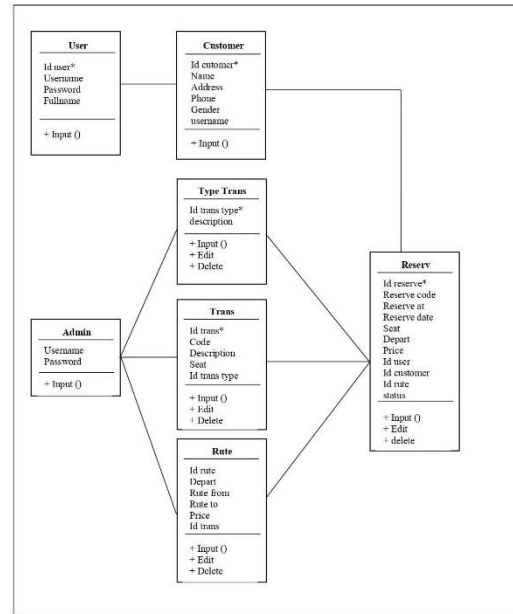 User
Id user*
Username
Password
Fullname
+ Input ()
Customer
Id cutomer*
Name
Address
Phone
Gender
username
+ Input ()
Type Trans
Id trans type*
description
+ Input ()
+ Edit
+ Delete
Admin
Username
Password
+ Input ()
Trans
Id trans*
Code
Description
Seat
Id trans type
+ Input ()
+ Edit
+ Delete
Rute
Id rute
Depart
Rute from
Rute to
Price
Id trans
+ Input ()
+ Edit
+ Delete
Reserv
Id reserve*
Reserve code
Reserve at
Reserve date
Seat
Depart
Price
Id user
Id customer
Id rute
status
+ Input ()
+ Edit
+ delete